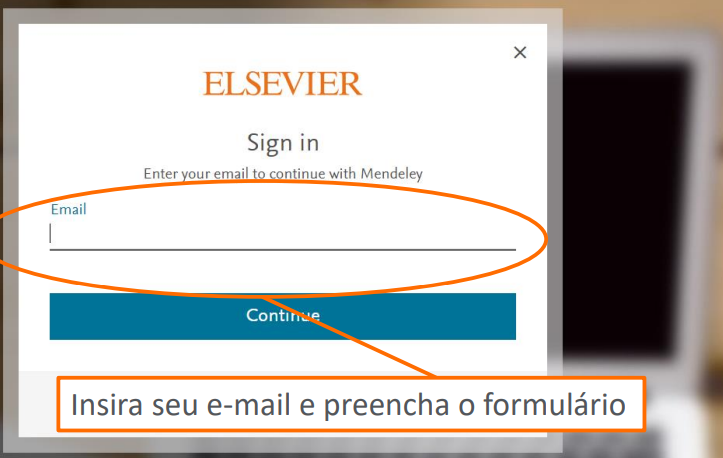 ELSEVIER
Sign in
Enter your email to continue with Mendeley
Email
Continue
Insira seu e-mail e preencha o formulário